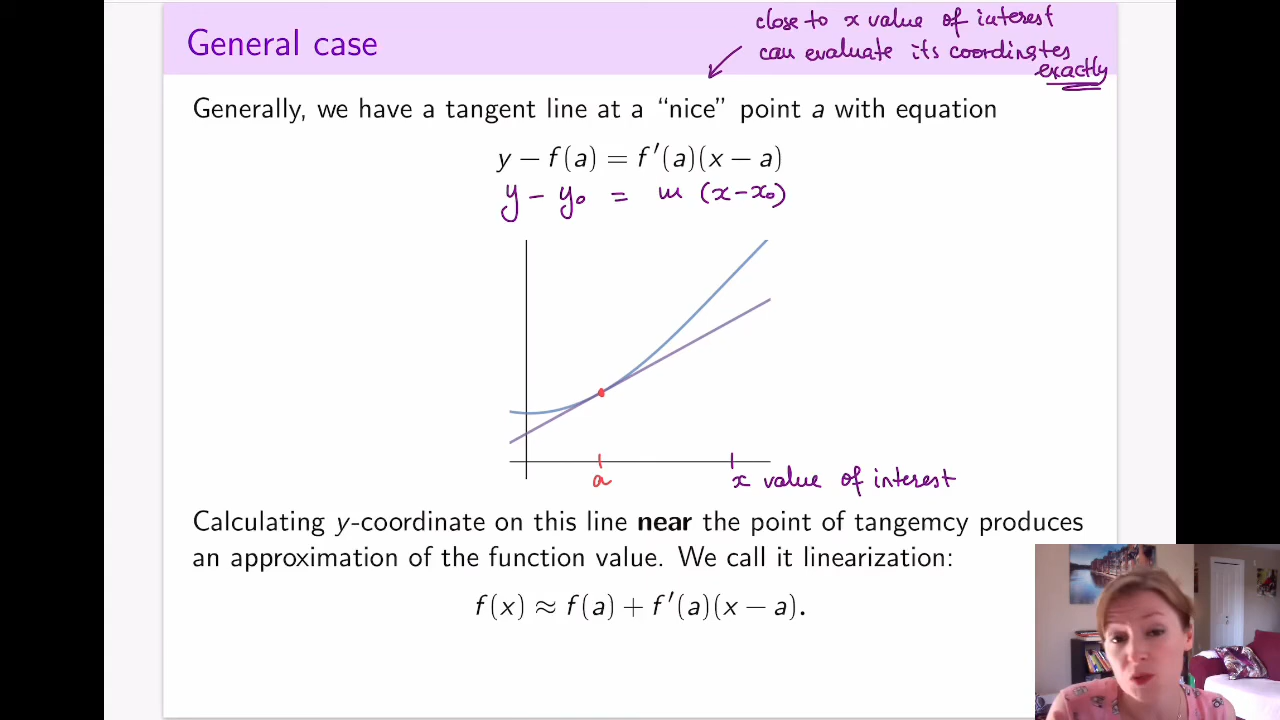 General case
close to x value of interest
can evaluate its coordinates
exactly
Generally, we have a tangent line at a “nice” point a with equation
y − f(a) = f′(a)(x − a)
y − y₀ = m (x − x₀)
a
x value of interest
Calculating y-coordinate on this line near the point of tangemcy produces
an approximation of the function value. We call it linearization:
f(x) ≈ f(a) + f′(a)(x − a).